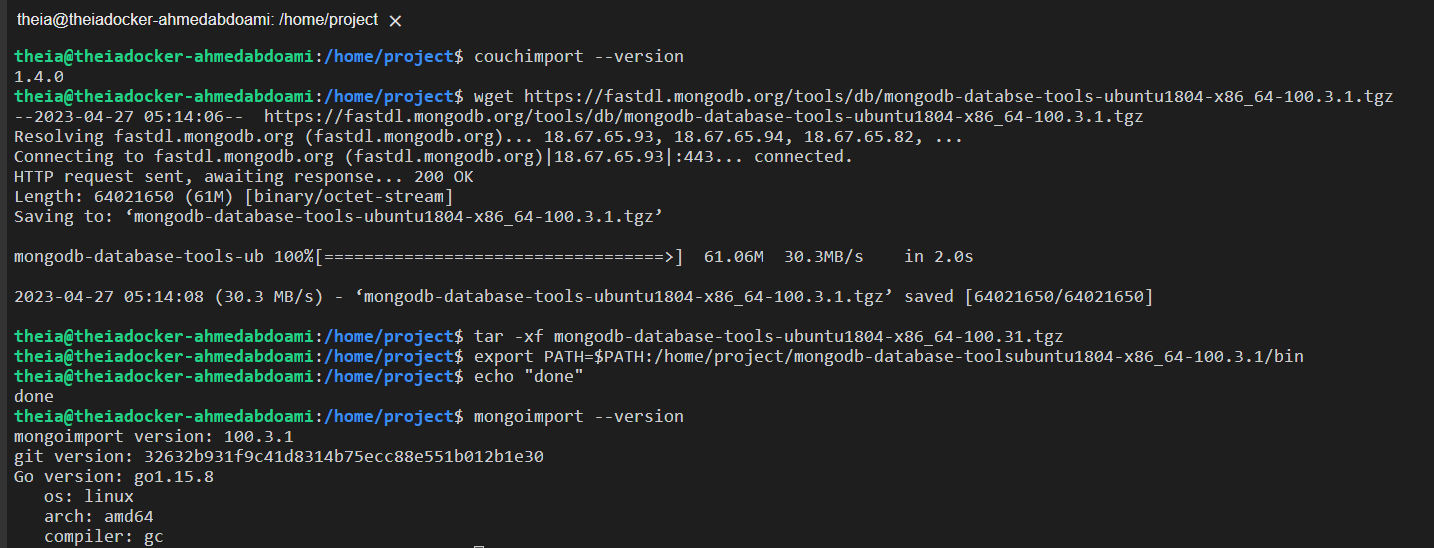 theia@theiadocker-ahmedabdoami: /home/project ×
theia@theiadocker-ahmedabdoami:/home/project$ couchimport --version
1.4.0
theia@theiadocker-ahmedabdoami:/home/project$ wget https://fastdl.mongodb.org/tools/db/mongodb-databse-tools-ubuntu1804-x86_64-100.3.1.tgz
--2023-04-27 05:14:06--  https://fastdl.mongodb.org/tools/db/mongodb-database-tools-ubuntu1804-x86_64-100.3.1.tgz
Resolving fastdl.mongodb.org (fastdl.mongodb.org)... 18.67.65.93, 18.67.65.94, 18.67.65.82, ...
Connecting to fastdl.mongodb.org (fastdl.mongodb.org)|18.67.65.93|:443... connected.
HTTP request sent, awaiting response... 200 OK
Length: 64021650 (61M) [binary/octet-stream]
Saving to: ‘mongodb-database-tools-ubuntu1804-x86_64-100.3.1.tgz’
mongodb-database-tools-ub 100%[==================================>]  61.06M  30.3MB/s    in 2.0s
2023-04-27 05:14:08 (30.3 MB/s) - ‘mongodb-database-tools-ubuntu1804-x86_64-100.3.1.tgz’ saved [64021650/64021650]
theia@theiadocker-ahmedabdoami:/home/project$ tar -xf mongodb-database-tools-ubuntu1804-x86_64-100.31.tgz
theia@theiadocker-ahmedabdoami:/home/project$ export PATH=$PATH:/home/project/mongodb-database-toolsubuntu1804-x86_64-100.3.1/bin
theia@theiadocker-ahmedabdoami:/home/project$ echo "done"
done
theia@theiadocker-ahmedabdoami:/home/project$ mongoimport --version
mongoimport version: 100.3.1
git version: 32632b931f9c41d8314b75ecc88e551b012b1e30
Go version: go1.15.8
   os: linux
   arch: amd64
   compiler: gc